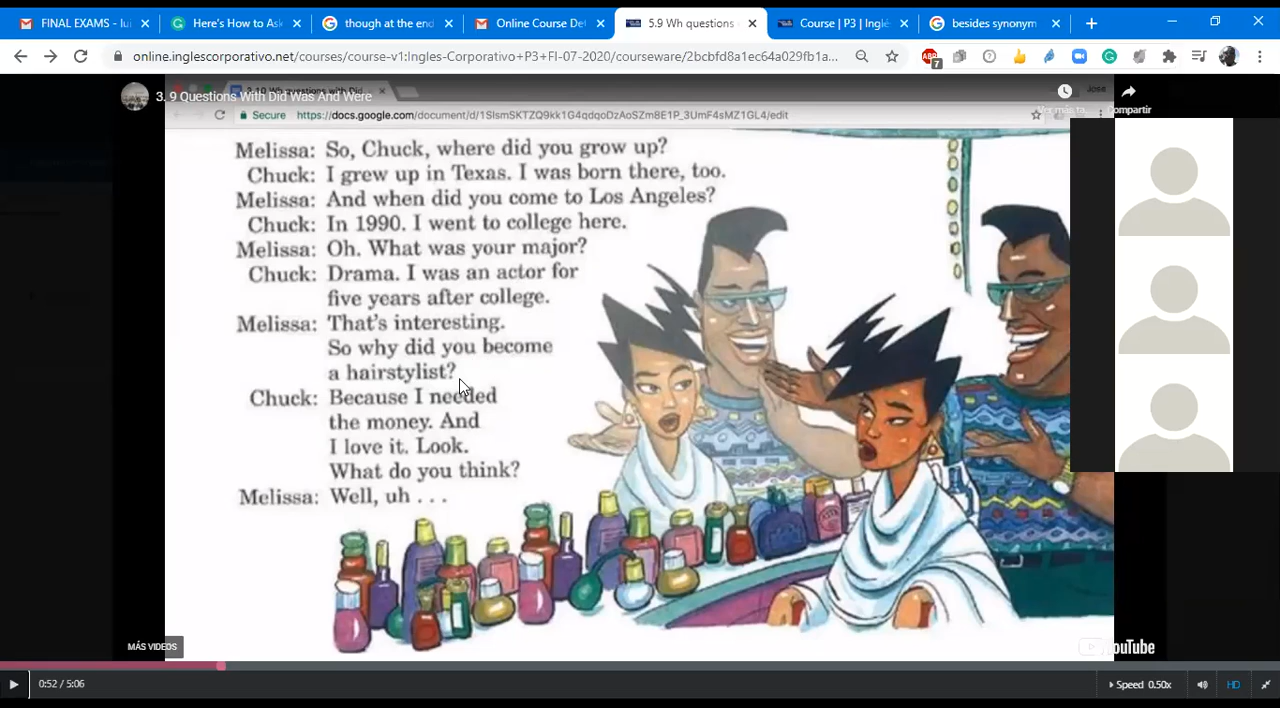 FINAL EXAMS - lui
Here's How to Ask
though at the end
Online Course Det
5.9 Wh questions
Course | P3 | Inglé
besides synonym
online.inglescorporativo.net/courses/course-v1:Ingles-Corporativo+P3+FI-07-2020/courseware/2bcbfd8a1ec64a029fb1a...
ABP
7
3. 9 Questions With Did Was And Were
Jose
Ver más ta...
Compartir
Secure
https://docs.google.com/document/d/1SlsmSKTZQ9kk1G4qdqoDzAoSZm8E1P_3UmF4sMZ1GL4/edit
Melissa: So, Chuck, where did you grow up?
Chuck: I grew up in Texas. I was born there, too.
Melissa: And when did you come to Los Angeles?
Chuck: In 1990. I went to college here.
Melissa: Oh. What was your major?
Chuck: Drama. I was an actor for
five years after college.
Melissa: That's interesting.
So why did you become
a hairstylist?
Chuck: Because I needed
the money. And
I love it. Look.
What do you think?
Melissa: Well, uh . . .
MÁS VIDEOS
YouTube
0:52 / 5:06
Speed 0.50x
HD